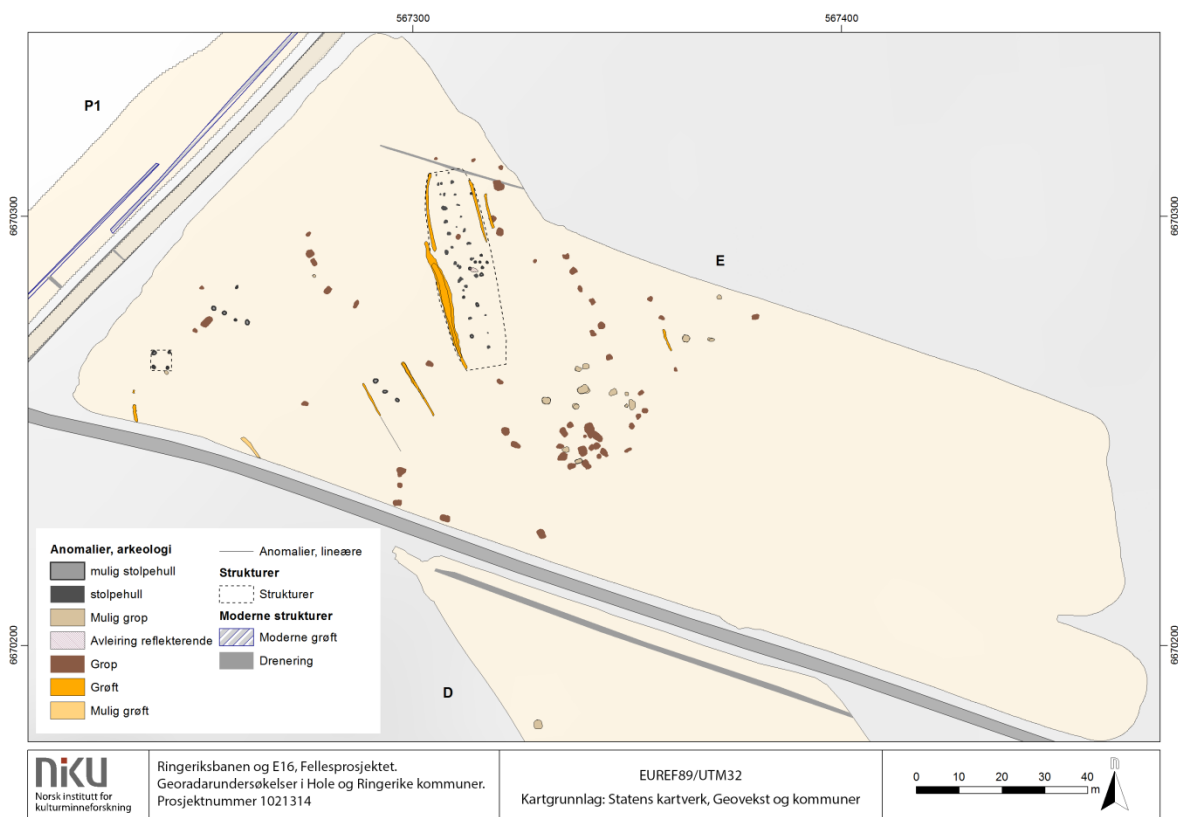 567300
567400
P1
6670300
6670300
E
Anomalier, arkeologi
mulig stolpehull
stolpehull
Mulig grop
Avleiring reflekterende
Grop
Grøft
Mulig grøft
Anomalier, lineære
Strukturer
Strukturer
Moderne strukturer
Moderne grøft
Drenering
6670200
6670200
D
niku
Norsk institutt for
kulturminneforskning
Ringeriksbanen og E16, Fellesprosjektet.
Georadarundersøkelser i Hole og Ringerike kommuner.
Prosjektnummer 1021314
EUREF89/UTM32
Kartgrunnlag: Statens kartverk, Geovekst og kommuner
0 10 20 30 40
m
n